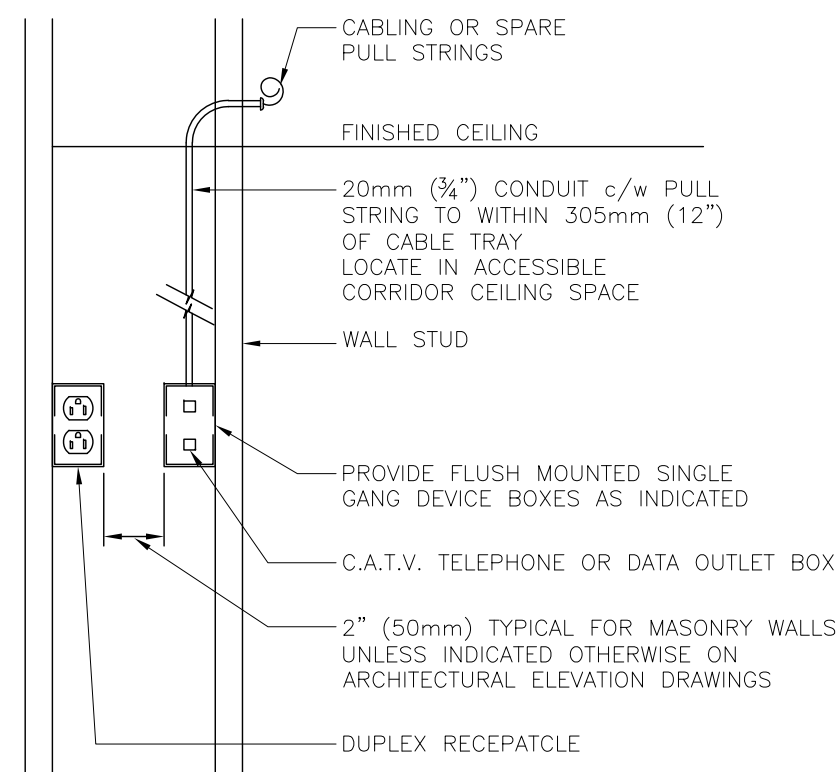 CABLING OR SPARE
PULL STRINGS
FINISHED CEILING
20mm (¾") CONDUIT c/w PULL
STRING TO WITHIN 305mm (12")
OF CABLE TRAY
LOCATE IN ACCESSIBLE
CORRIDOR CEILING SPACE
WALL STUD
PROVIDE FLUSH MOUNTED SINGLE
GANG DEVICE BOXES AS INDICATED
C.A.T.V. TELEPHONE OR DATA OUTLET BOX
2" (50mm) TYPICAL FOR MASONRY WALLS
UNLESS INDICATED OTHERWISE ON
ARCHITECTURAL ELEVATION DRAWINGS
DUPLEX RECEPATCLE